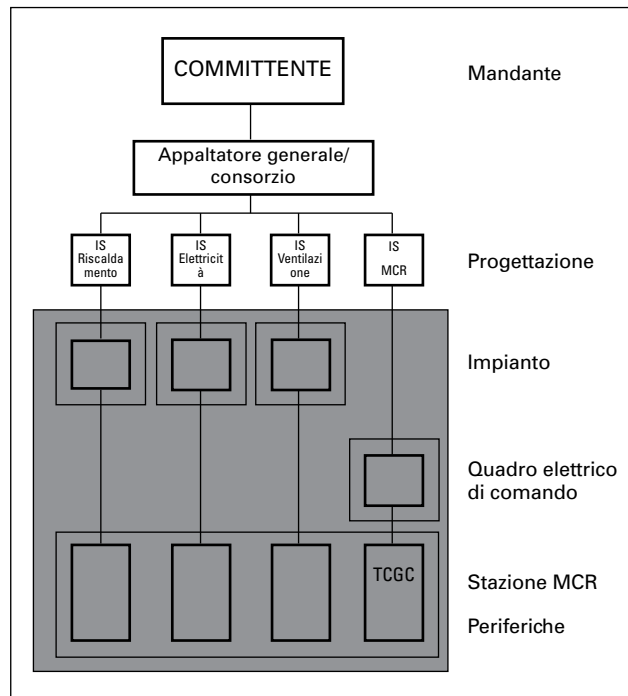 COMMITTENTE
Mandante
Appaltatore generale/
consorzio
IS
Riscalda
mento
IS
Elettricit
à
IS
Ventilazi
one
IS
MCR
Progettazione
Impianto
Quadro elettrico
di comando
TCGC
Stazione MCR
Periferiche